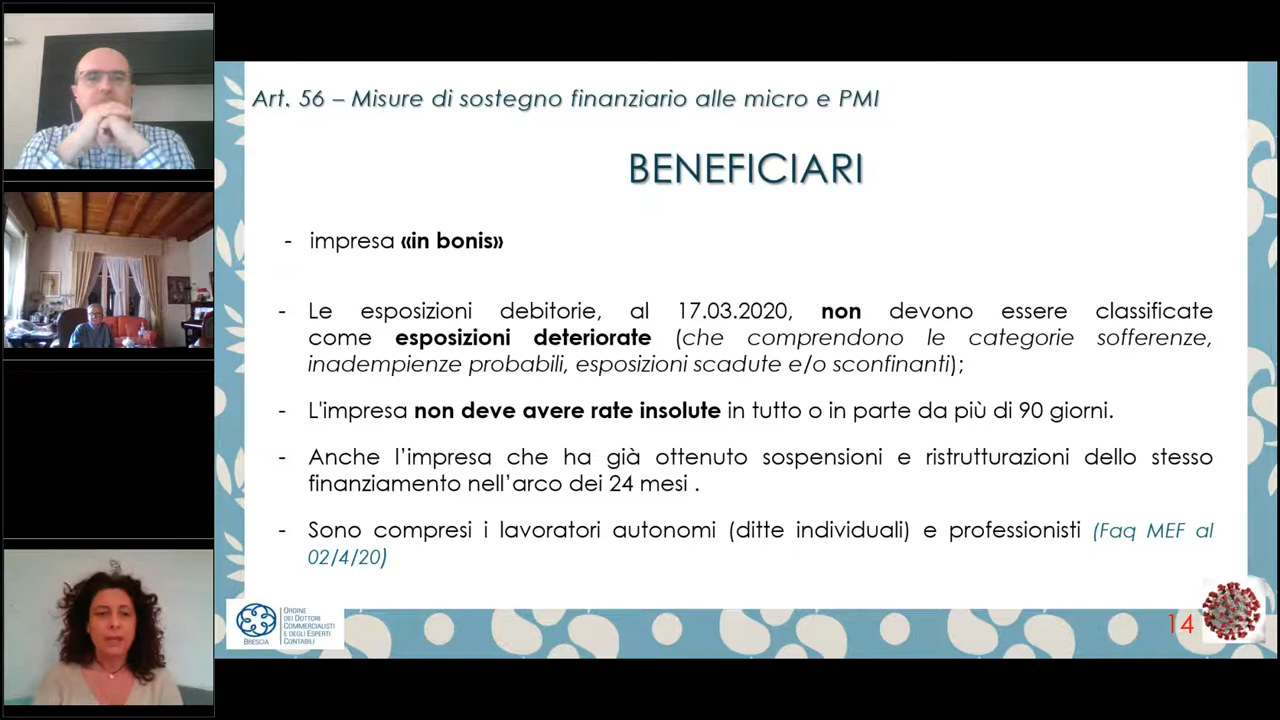 Art. 56 – Misure di sostegno finanziario alle micro e PMI
BENEFICIARI
- impresa «in bonis»
- Le esposizioni debitorie, al 17.03.2020, non devono essere classificate
come esposizioni deteriorate (che comprendono le categorie sofferenze,
inadempienze probabili, esposizioni scadute e/o sconfinanti);
- L'impresa non deve avere rate insolute in tutto o in parte da più di 90 giorni.
- Anche l’impresa che ha già ottenuto sospensioni e ristrutturazioni dello stesso
finanziamento nell’arco dei 24 mesi .
- Sono compresi i lavoratori autonomi (ditte individuali) e professionisti (Faq MEF al
02/4/20)
ORDINE
DEI DOTTORI
COMMERCIALISTI
E DEGLI ESPERTI
CONTABILI
BRESCIA
14